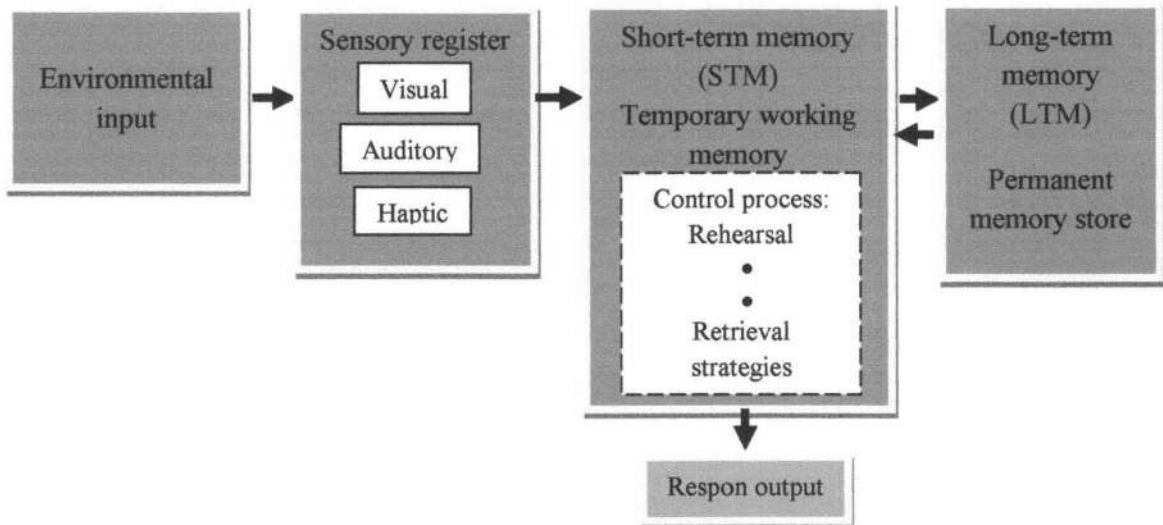 Environmental
input
Sensory register
Visual
Auditory
Haptic
Short-term memory
(STM)
Temporary working
memory
Control process:
Rehearsal
•
•
Retrieval
strategies
Long-term
memory
(LTM)
Permanent
memory store
Respon output